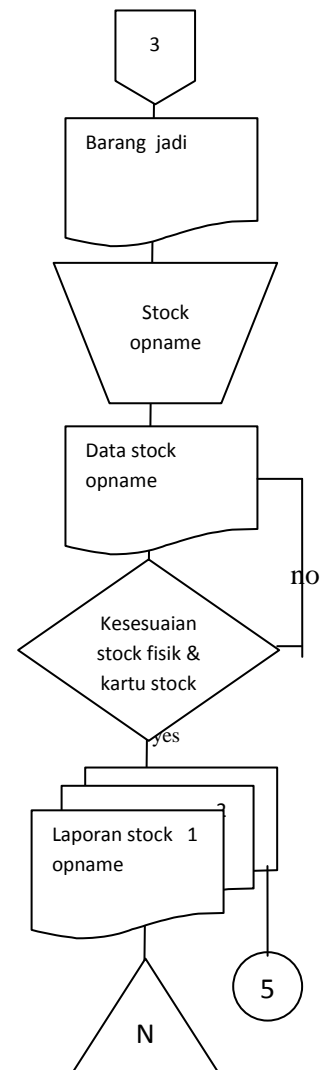 3
Barang jadi
Stock
opname
Data stock
opname
no
Kesesuaian
stock fisik &
kartu stock
yes
Laporan stock 1
opname
5
N